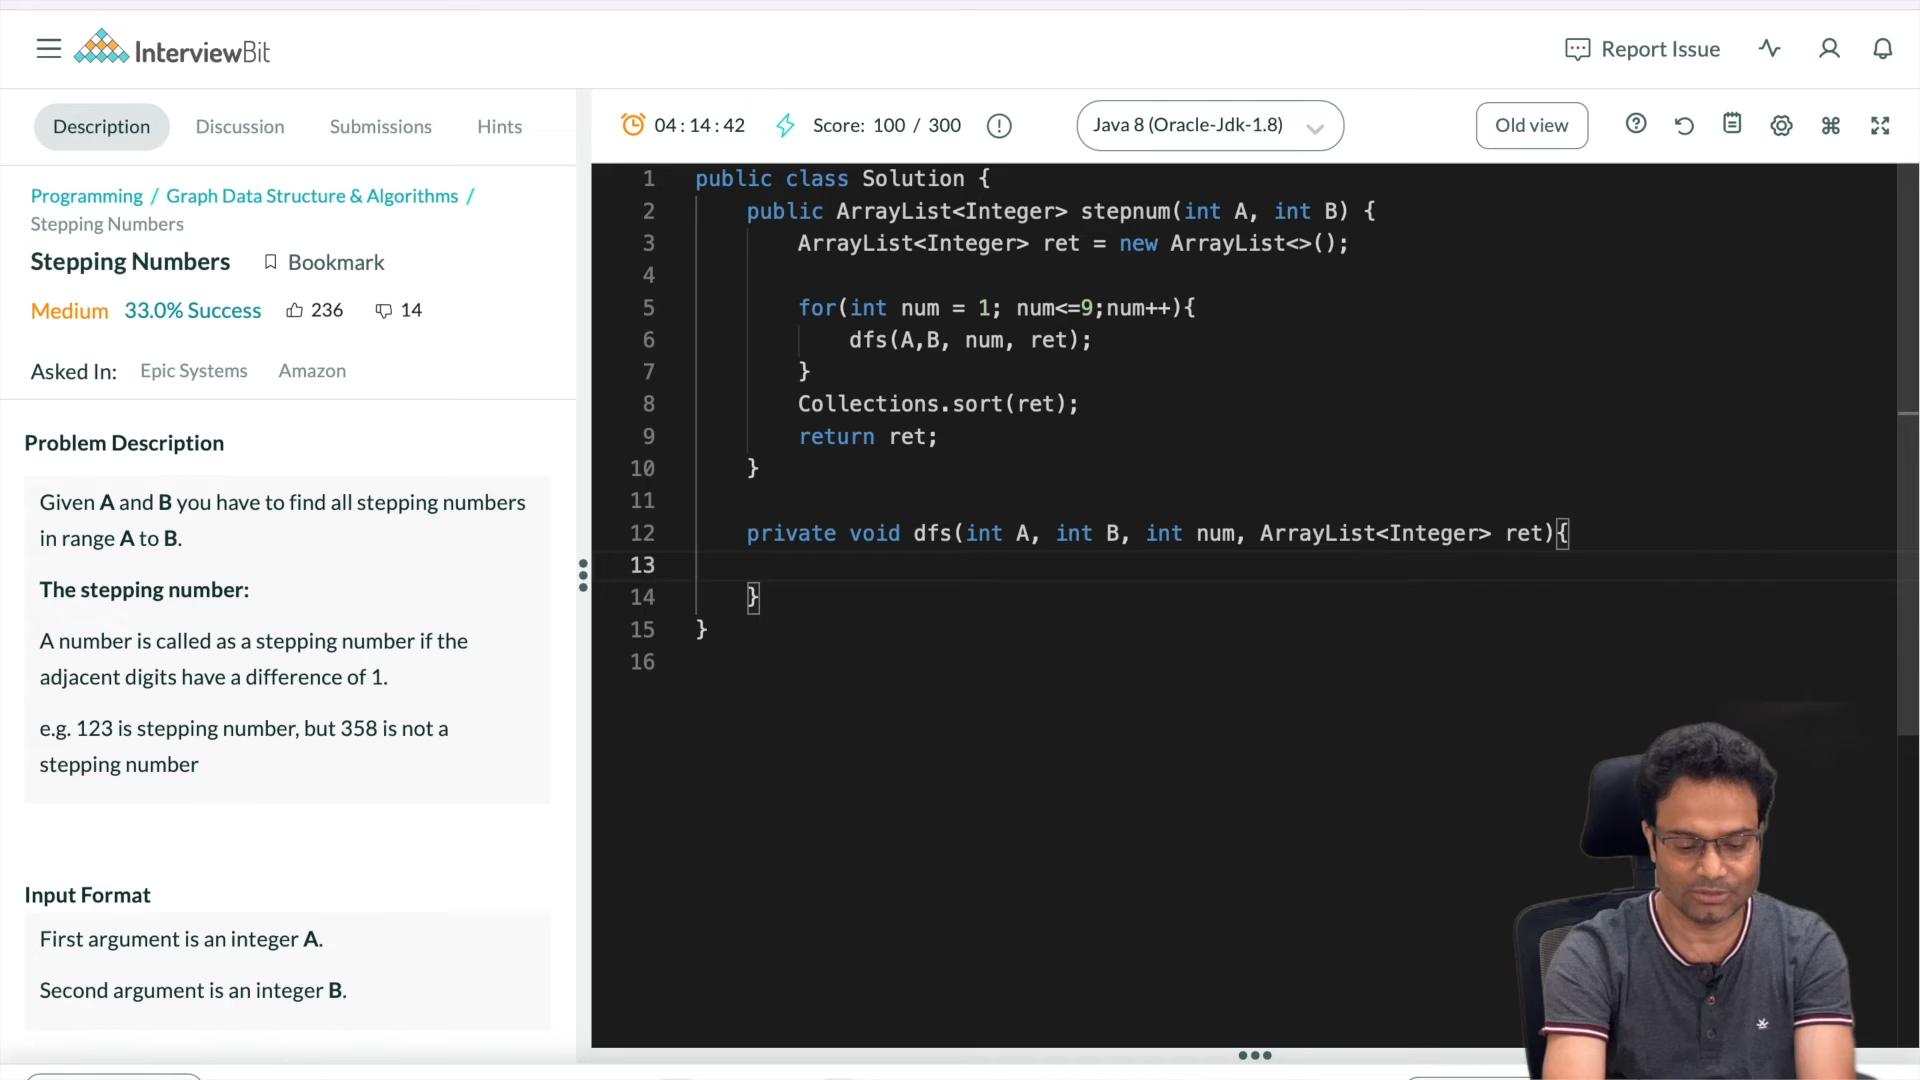 InterviewBit
Report Issue
Description Discussion Submissions Hints
04:14:42 Score: 100 / 300 Java 8 (Oracle-Jdk-1.8) Old view
Programming / Graph Data Structure & Algorithms /
Stepping Numbers
Stepping Numbers Bookmark
Medium 33.0% Success 236 14
Asked In: Epic Systems Amazon
Problem Description
Given A and B you have to find all stepping numbers
in range A to B.
The stepping number:
A number is called as a stepping number if the
adjacent digits have a difference of 1.
e.g. 123 is stepping number, but 358 is not a
stepping number
Input Format
First argument is an integer A.
Second argument is an integer B.
1 public class Solution {
2 public ArrayList<Integer> stepnum(int A, int B) {
3 ArrayList<Integer> ret = new ArrayList<>();
4
5 for(int num = 1; num<=9;num++){
6 dfs(A,B, num, ret);
7 }
8 Collections.sort(ret);
9 return ret;
10 }
11
12 private void dfs(int A, int B, int num, ArrayList<Integer> ret){
13
14 }
15 }
16